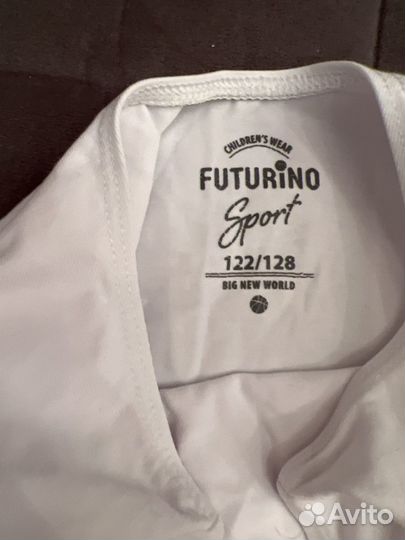 CHILDREN'S WEAR
FUTURiNO
Sport
122/128
BIG NEW WORLD
Avito